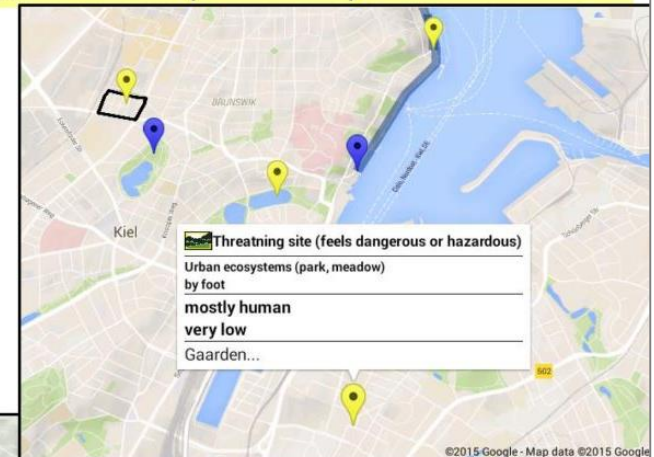 BRUNSWIK
Kiel
Threatning site (feels dangerous or hazardous)
Urban ecosystems (park, meadow)
by foot
mostly human
very low
Gaarden...
502
©2015 Google - Map data ©2015 Google